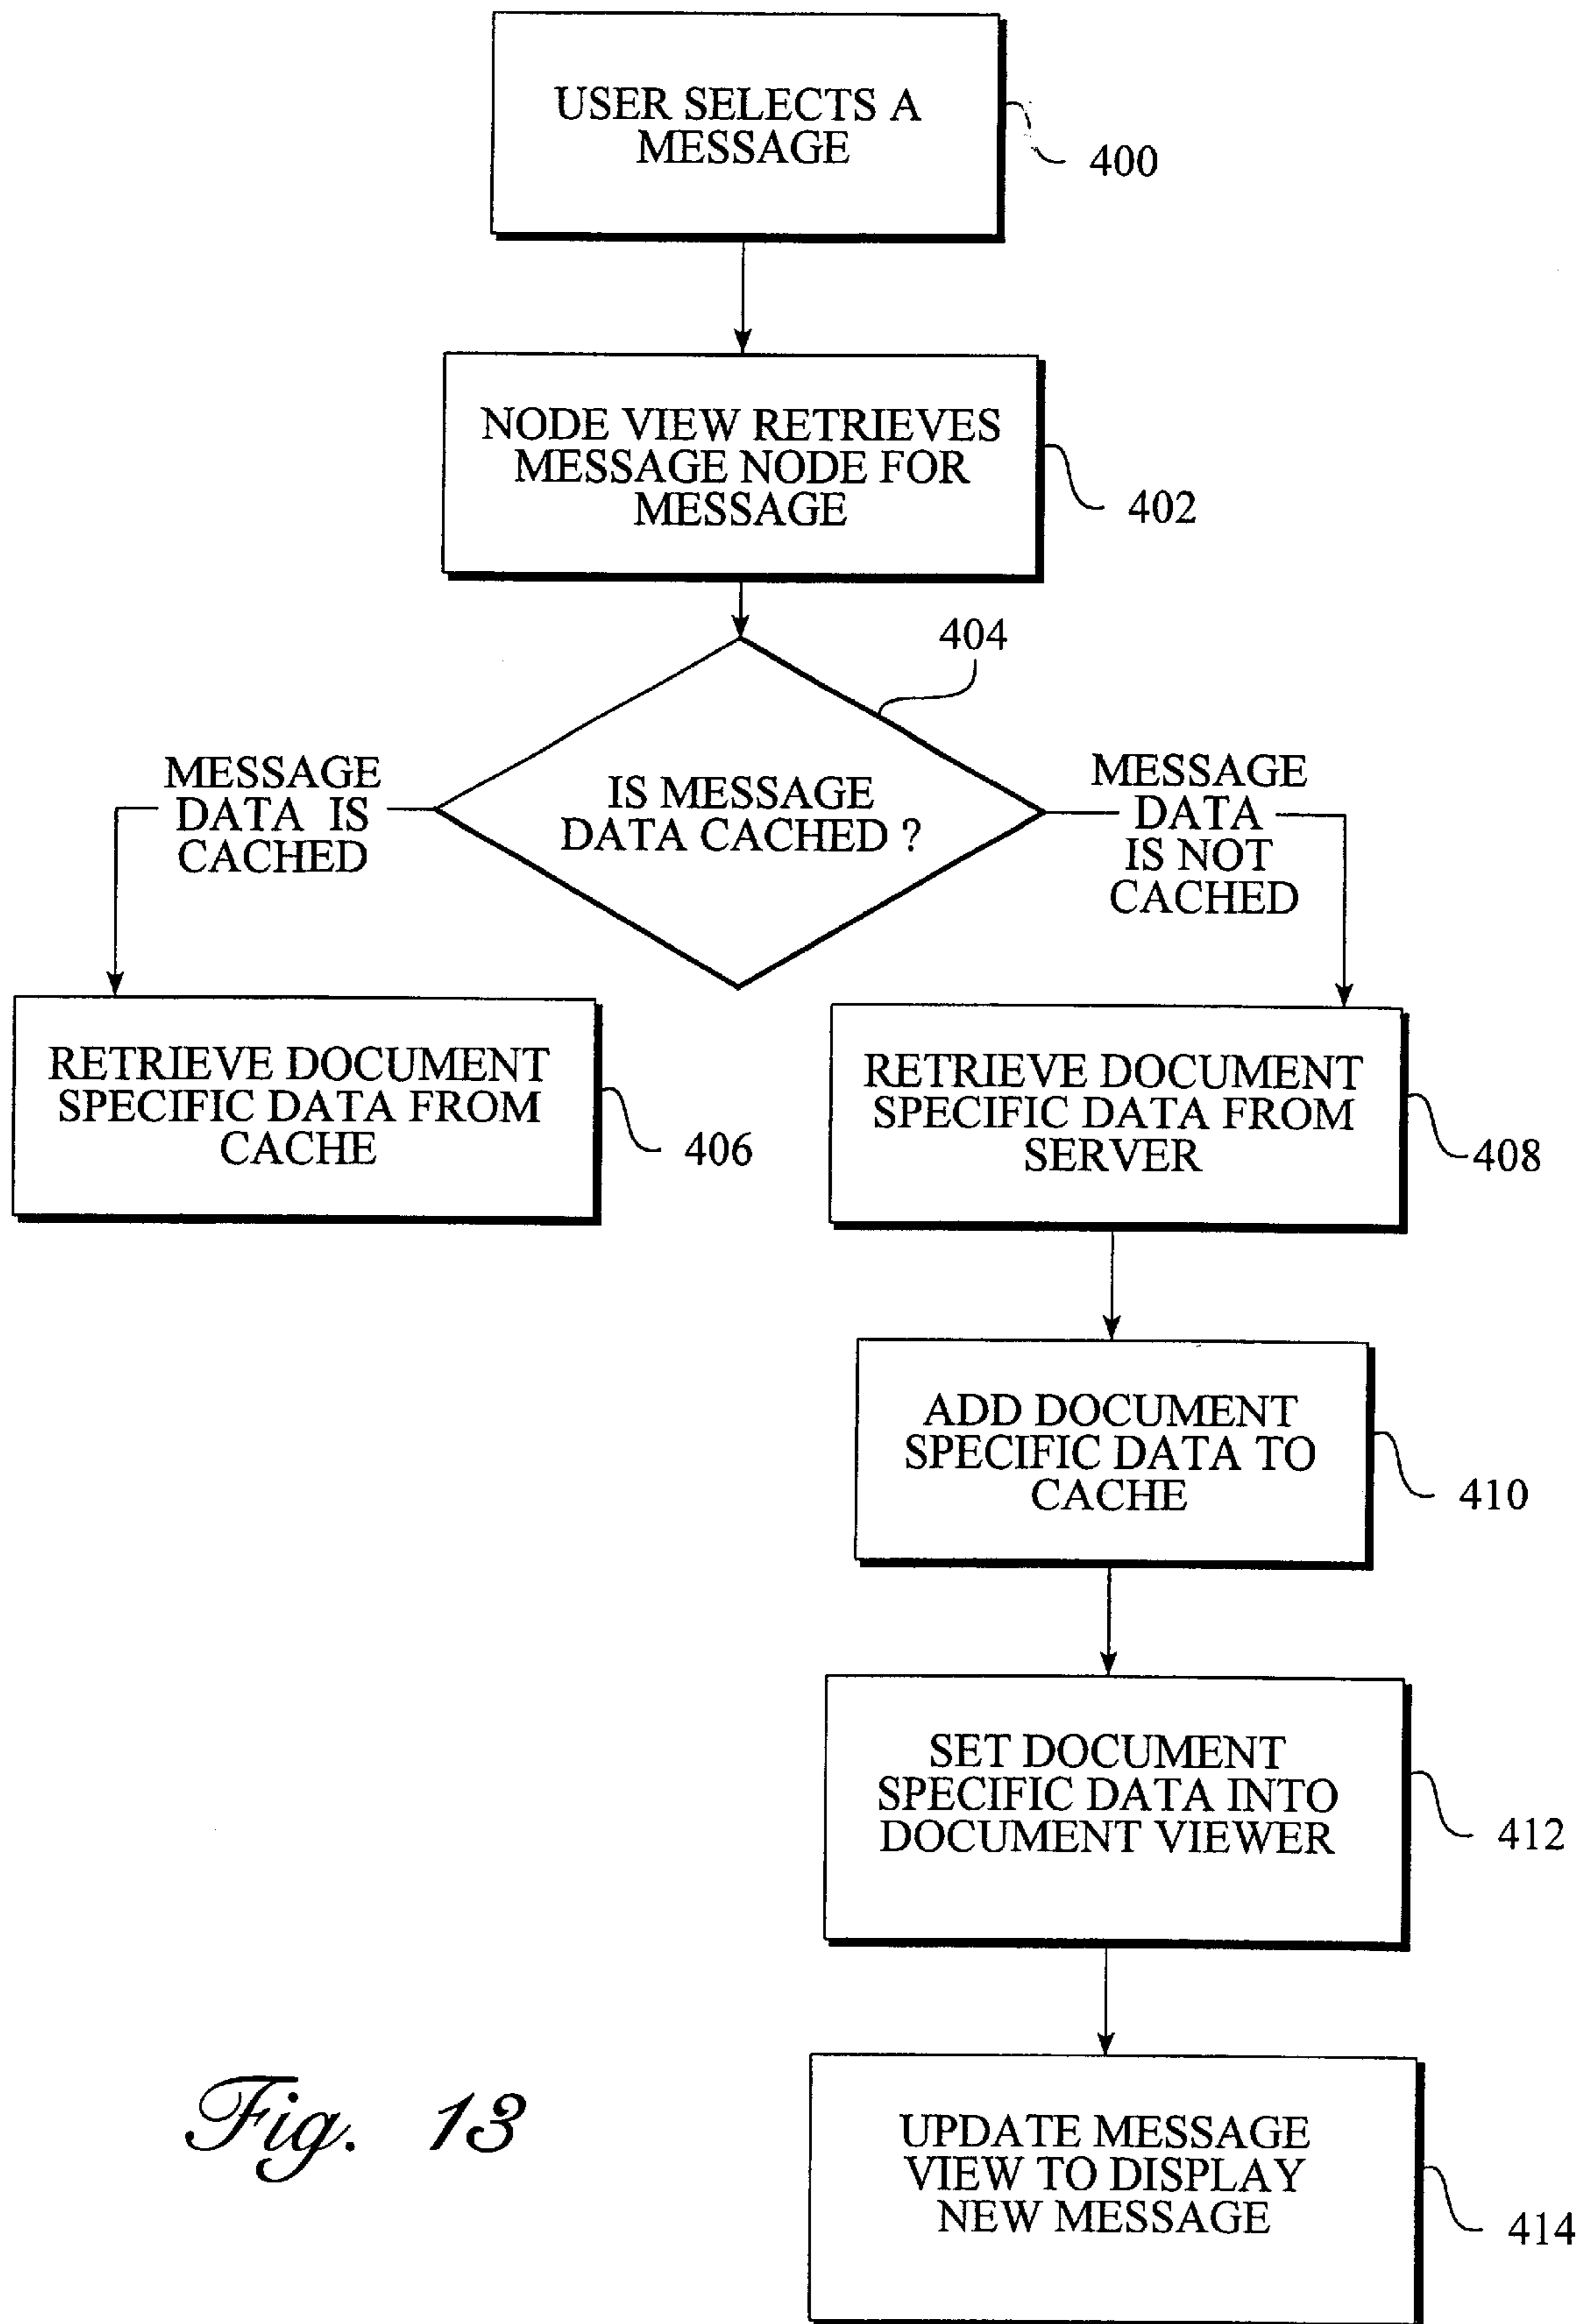 USER SELECTS A
MESSAGE
400
NODE VIEW RETRIEVES
MESSAGE NODE FOR
MESSAGE
402
404
IS MESSAGE
DATA CACHED ?
MESSAGE
DATA IS
CACHED
MESSAGE
DATA
IS NOT
CACHED
RETRIEVE DOCUMENT
SPECIFIC DATA FROM
CACHE
406
RETRIEVE DOCUMENT
SPECIFIC DATA FROM
SERVER
408
ADD DOCUMENT
SPECIFIC DATA TO
CACHE
410
SET DOCUMENT
SPECIFIC DATA INTO
DOCUMENT VIEWER
412
UPDATE MESSAGE
VIEW TO DISPLAY
NEW MESSAGE
414
Fig. 13